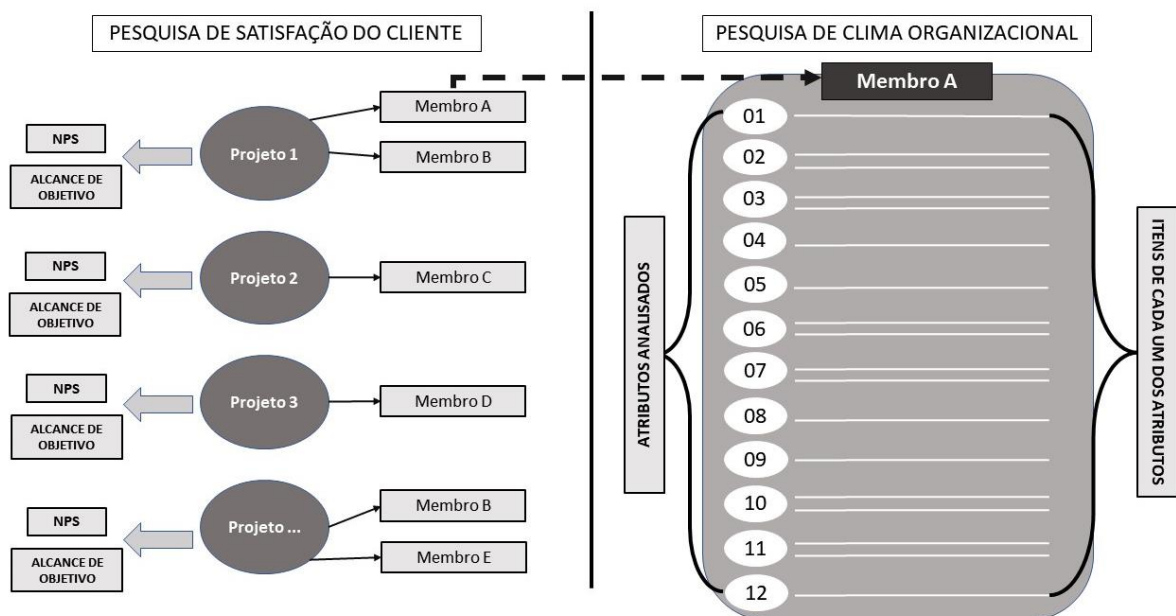 PESQUISA DE SATISFAÇÃO DO CLIENTE
NPS
ALCANCE DE
OBJETIVO
Projeto 1
Membro A
Membro B
NPS
ALCANCE DE
OBJETIVO
Projeto 2
Membro C
NPS
ALCANCE DE
OBJETIVO
Projeto 3
Membro D
NPS
ALCANCE DE
OBJETIVO
Projeto ...
Membro B
Membro E
PESQUISA DE CLIMA ORGANIZACIONAL
Membro A
ATRIBUTOS ANALISADOS
01
02
03
04
05
06
07
08
09
10
11
12
ITENS DE CADA UM DOS ATRIBUTOS